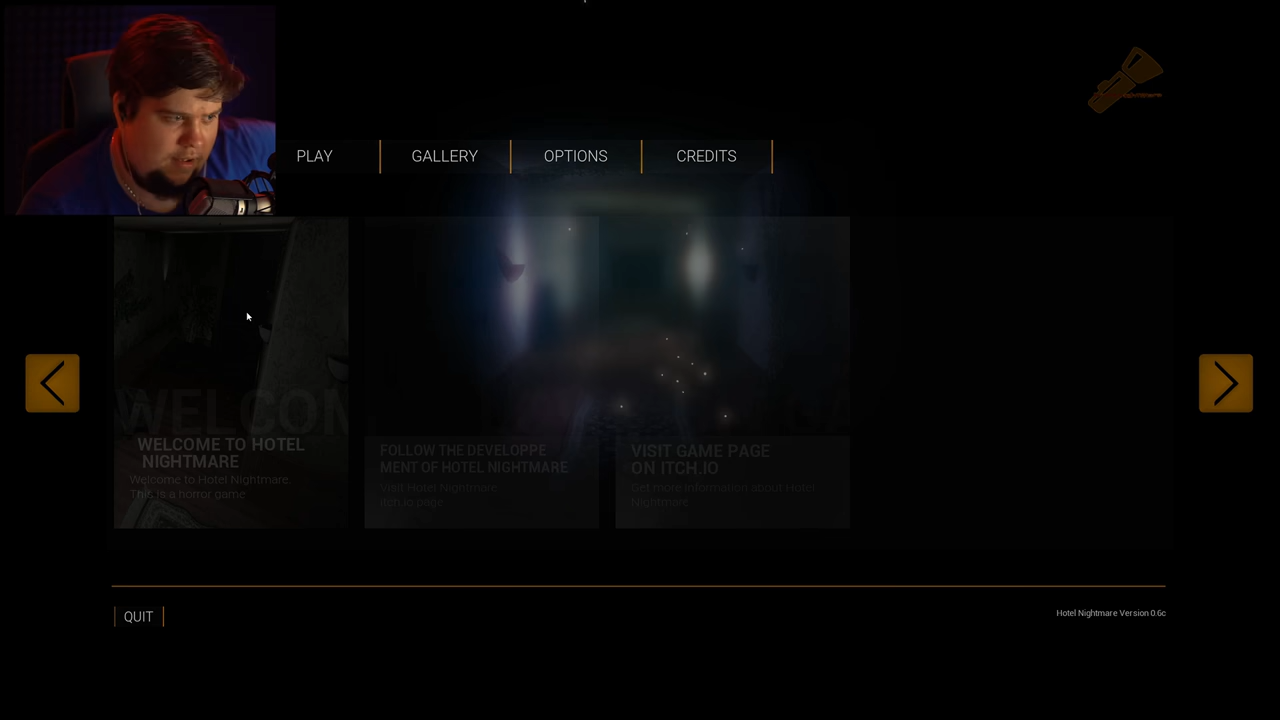 PLAY
GALLERY
OPTIONS
CREDITS
WELCOME TO HOTEL
NIGHTMARE
Welcome to Hotel Nightmare.
This is a horror game
FOLLOW THE DEVELOPPE
MENT OF HOTEL NIGHTMARE
Visit Hotel Nightmare
itch.io page
VISIT GAME PAGE
ON ITCH.IO
Get more information about Hotel
Nightmare
QUIT
Hotel Nightmare Version 0.6c